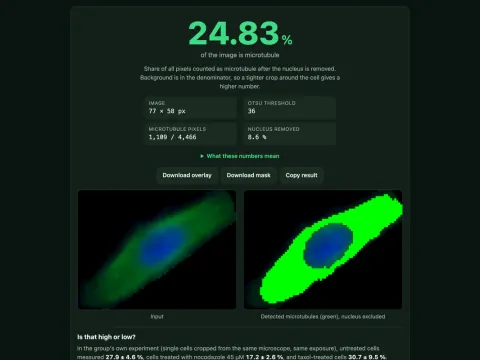 24.83 %
of the image is microtubule
Share of all pixels counted as microtubule after the nucleus is removed.
Background is in the denominator, so a tighter crop around the cell gives a
higher number.
IMAGE
77 × 58 px
OTSU THRESHOLD
36
MICROTUBULE PIXELS
1,109 / 4,466
NUCLEUS REMOVED
8.6 %
▸ What these numbers mean
Download overlay
Download mask
Copy result
Input
Detected microtubules (green), nucleus excluded
Is that high or low?
In the group's own experiment (single cells cropped from the same microscope, same exposure), untreated cells
measured 27.9 ± 4.6 %, cells treated with nocodazole 45 µM 17.2 ± 2.6 %, and taxol-treated cells 30.7 ± 9.5 %.